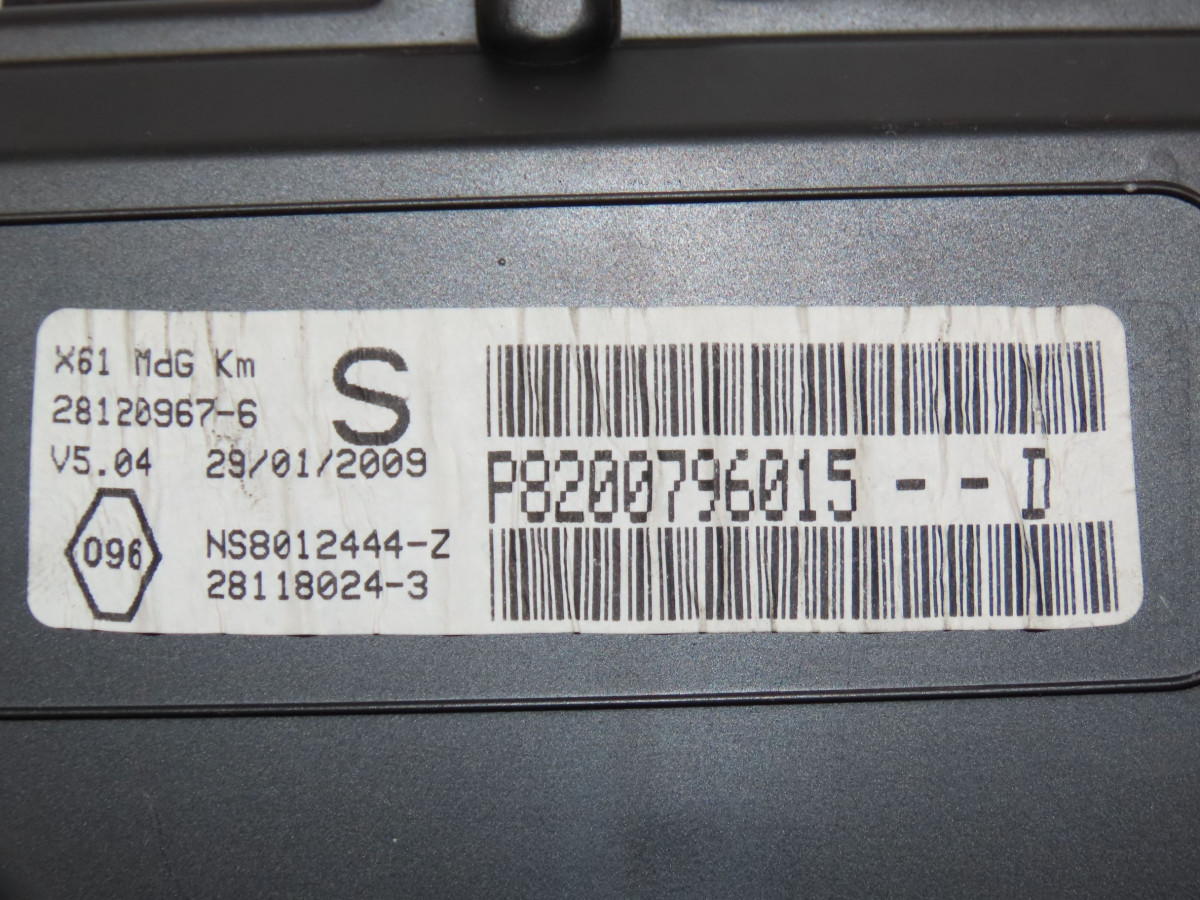 X61 MdG Km
28120967-6
V5.04 29/01/2009
S
096
NS8012444-Z
28118024-3
P8200796015 - - D